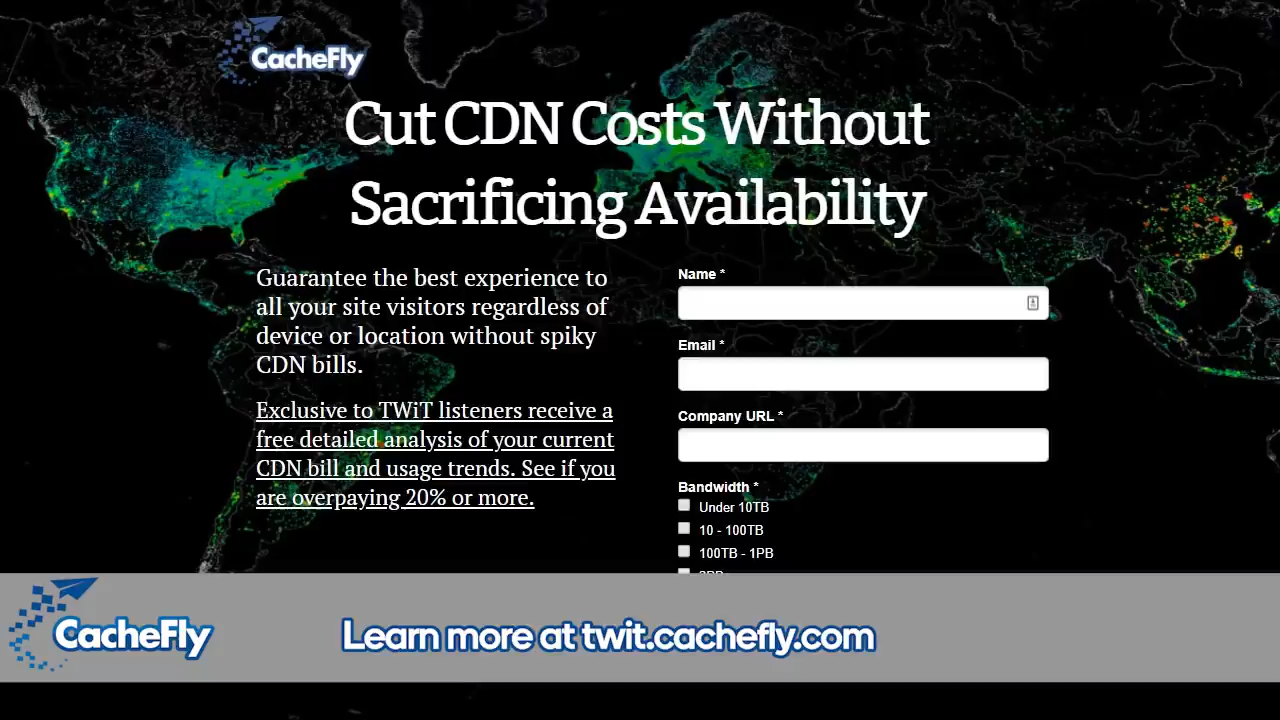 CacheFly
Cut CDN Costs Without
Sacrificing Availability
Guarantee the best experience to
all your site visitors regardless of
device or location without spiky
CDN bills.
Exclusive to TWiT listeners receive a
free detailed analysis of your current
CDN bill and usage trends. See if you
are overpaying 20% or more.
Name *
Email *
Company URL *
Bandwidth *
Under 10TB
10 - 100TB
100TB - 1PB
CacheFly
Learn more at twit.cachefly.com